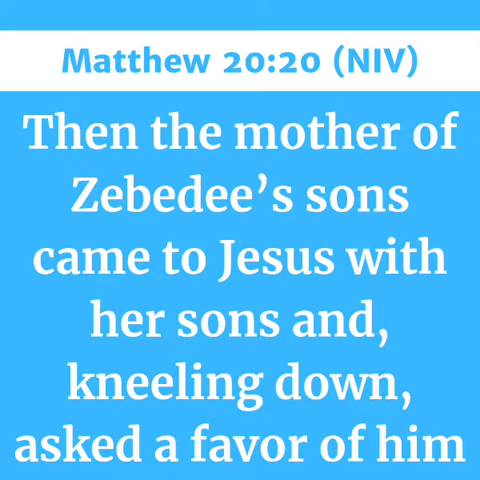 Matthew 20:20 (NIV)
Then the mother of
Zebedee’s sons
came to Jesus with
her sons and,
kneeling down,
asked a favor of him